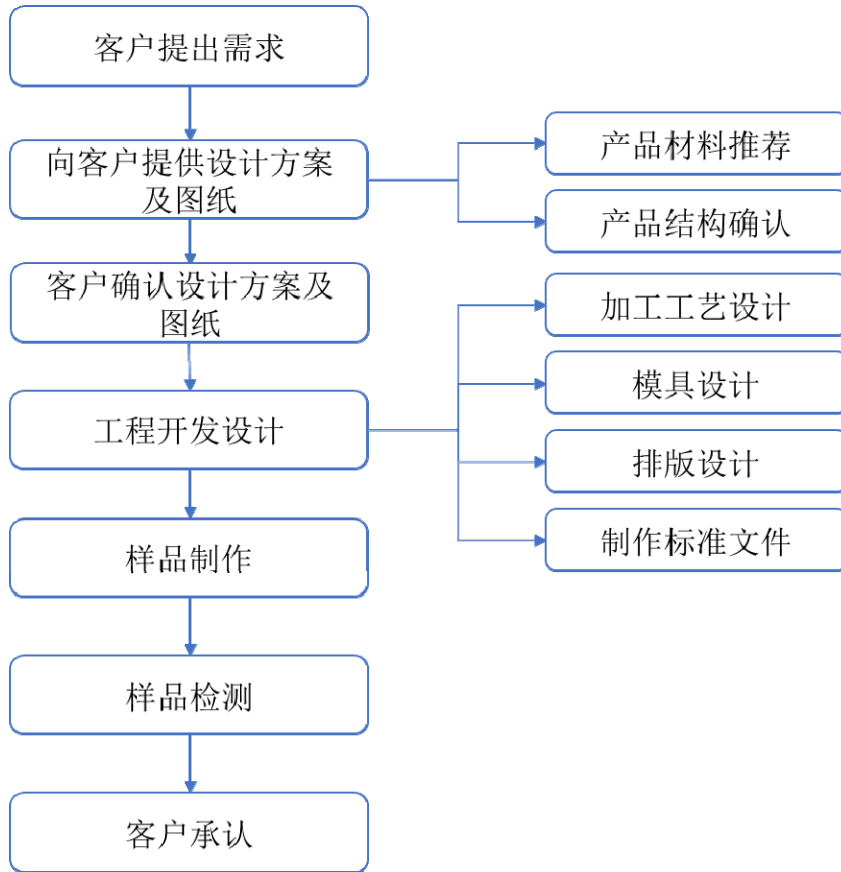 客户提出需求
向客户提供设计方案
及图纸
产品材料推荐
产品结构确认
客户确认设计方案及
图纸
工程开发设计
加工工艺设计
模具设计
排版设计
制作标准文件
样品制作
样品检测
客户承认